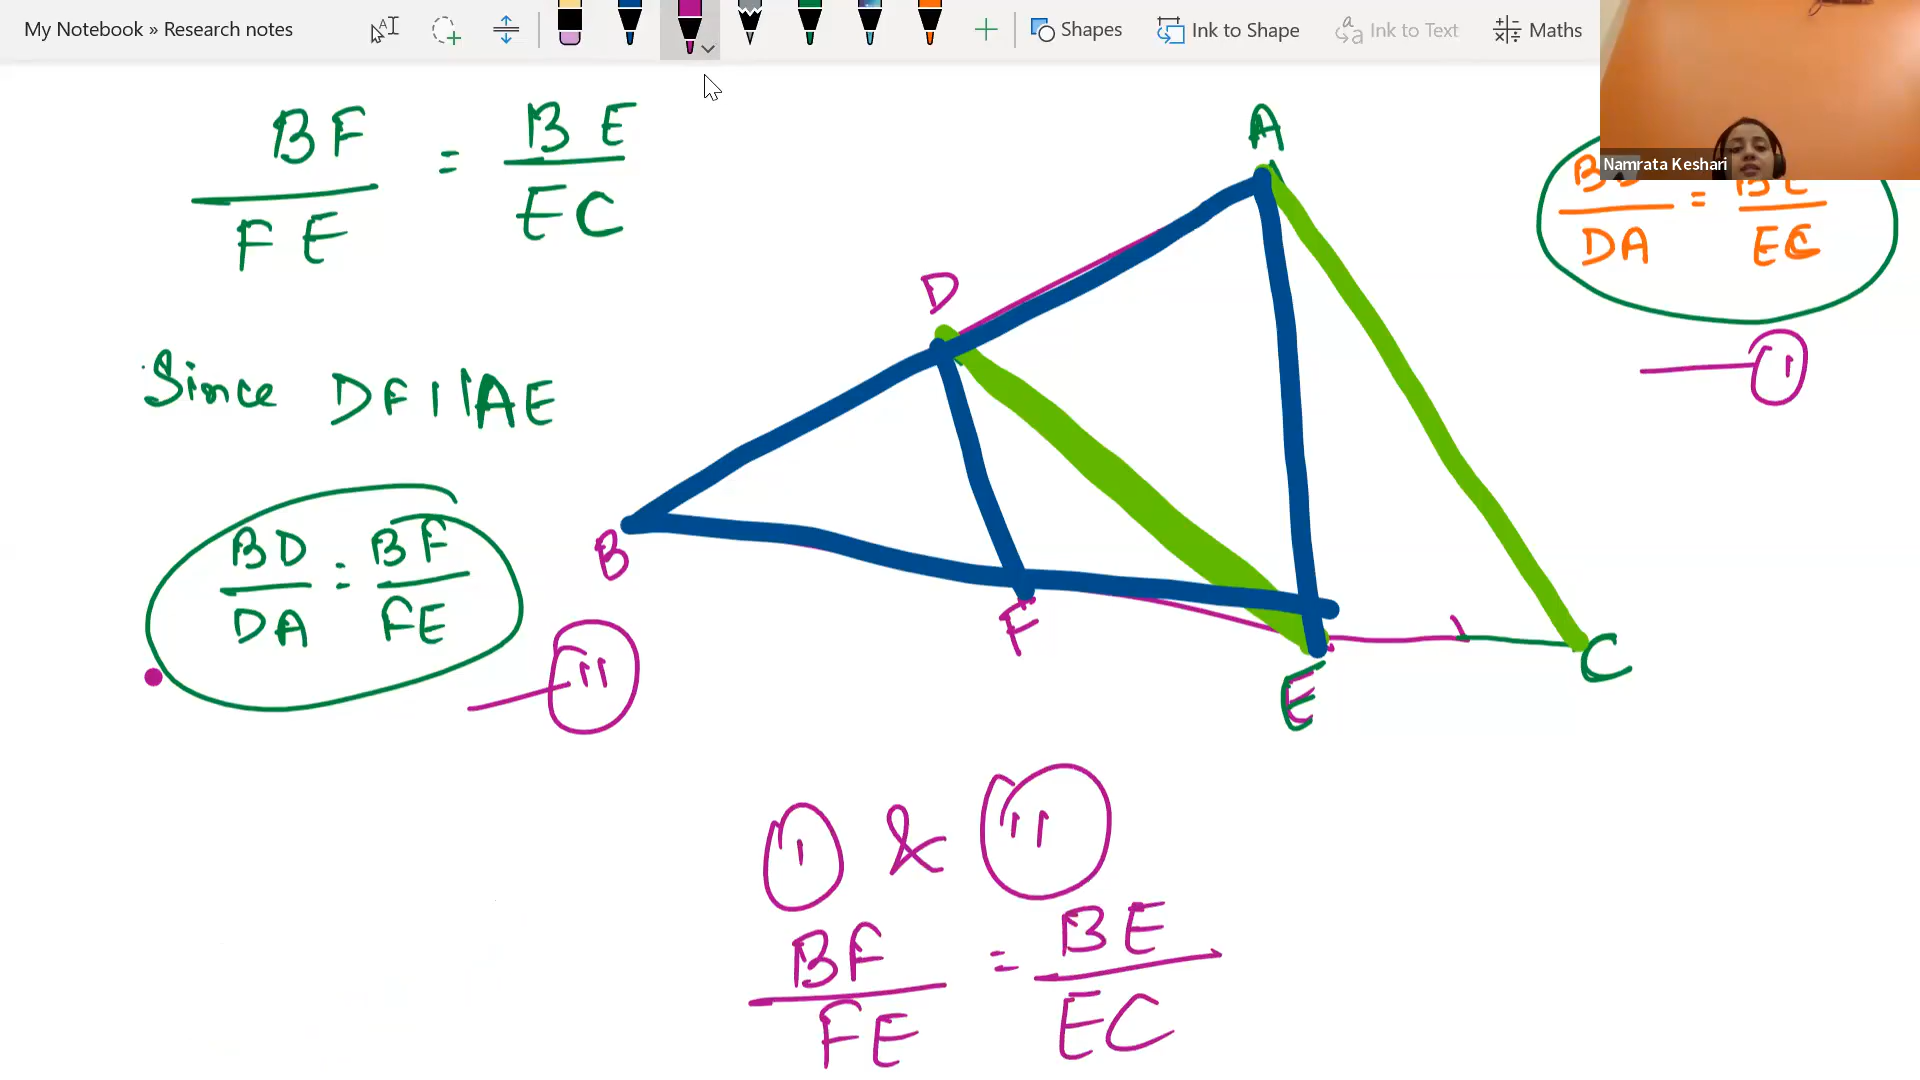 My Notebook » Research notes
Shapes
Ink to Shape
Ink to Text
Maths
Namrata Keshari
BF = BE
FE EC
A
= 
DA EC
D
I
Since DF || AE
BD = BF
DA FE
B
F
E
C
II
I & II
BF = BE
FE EC